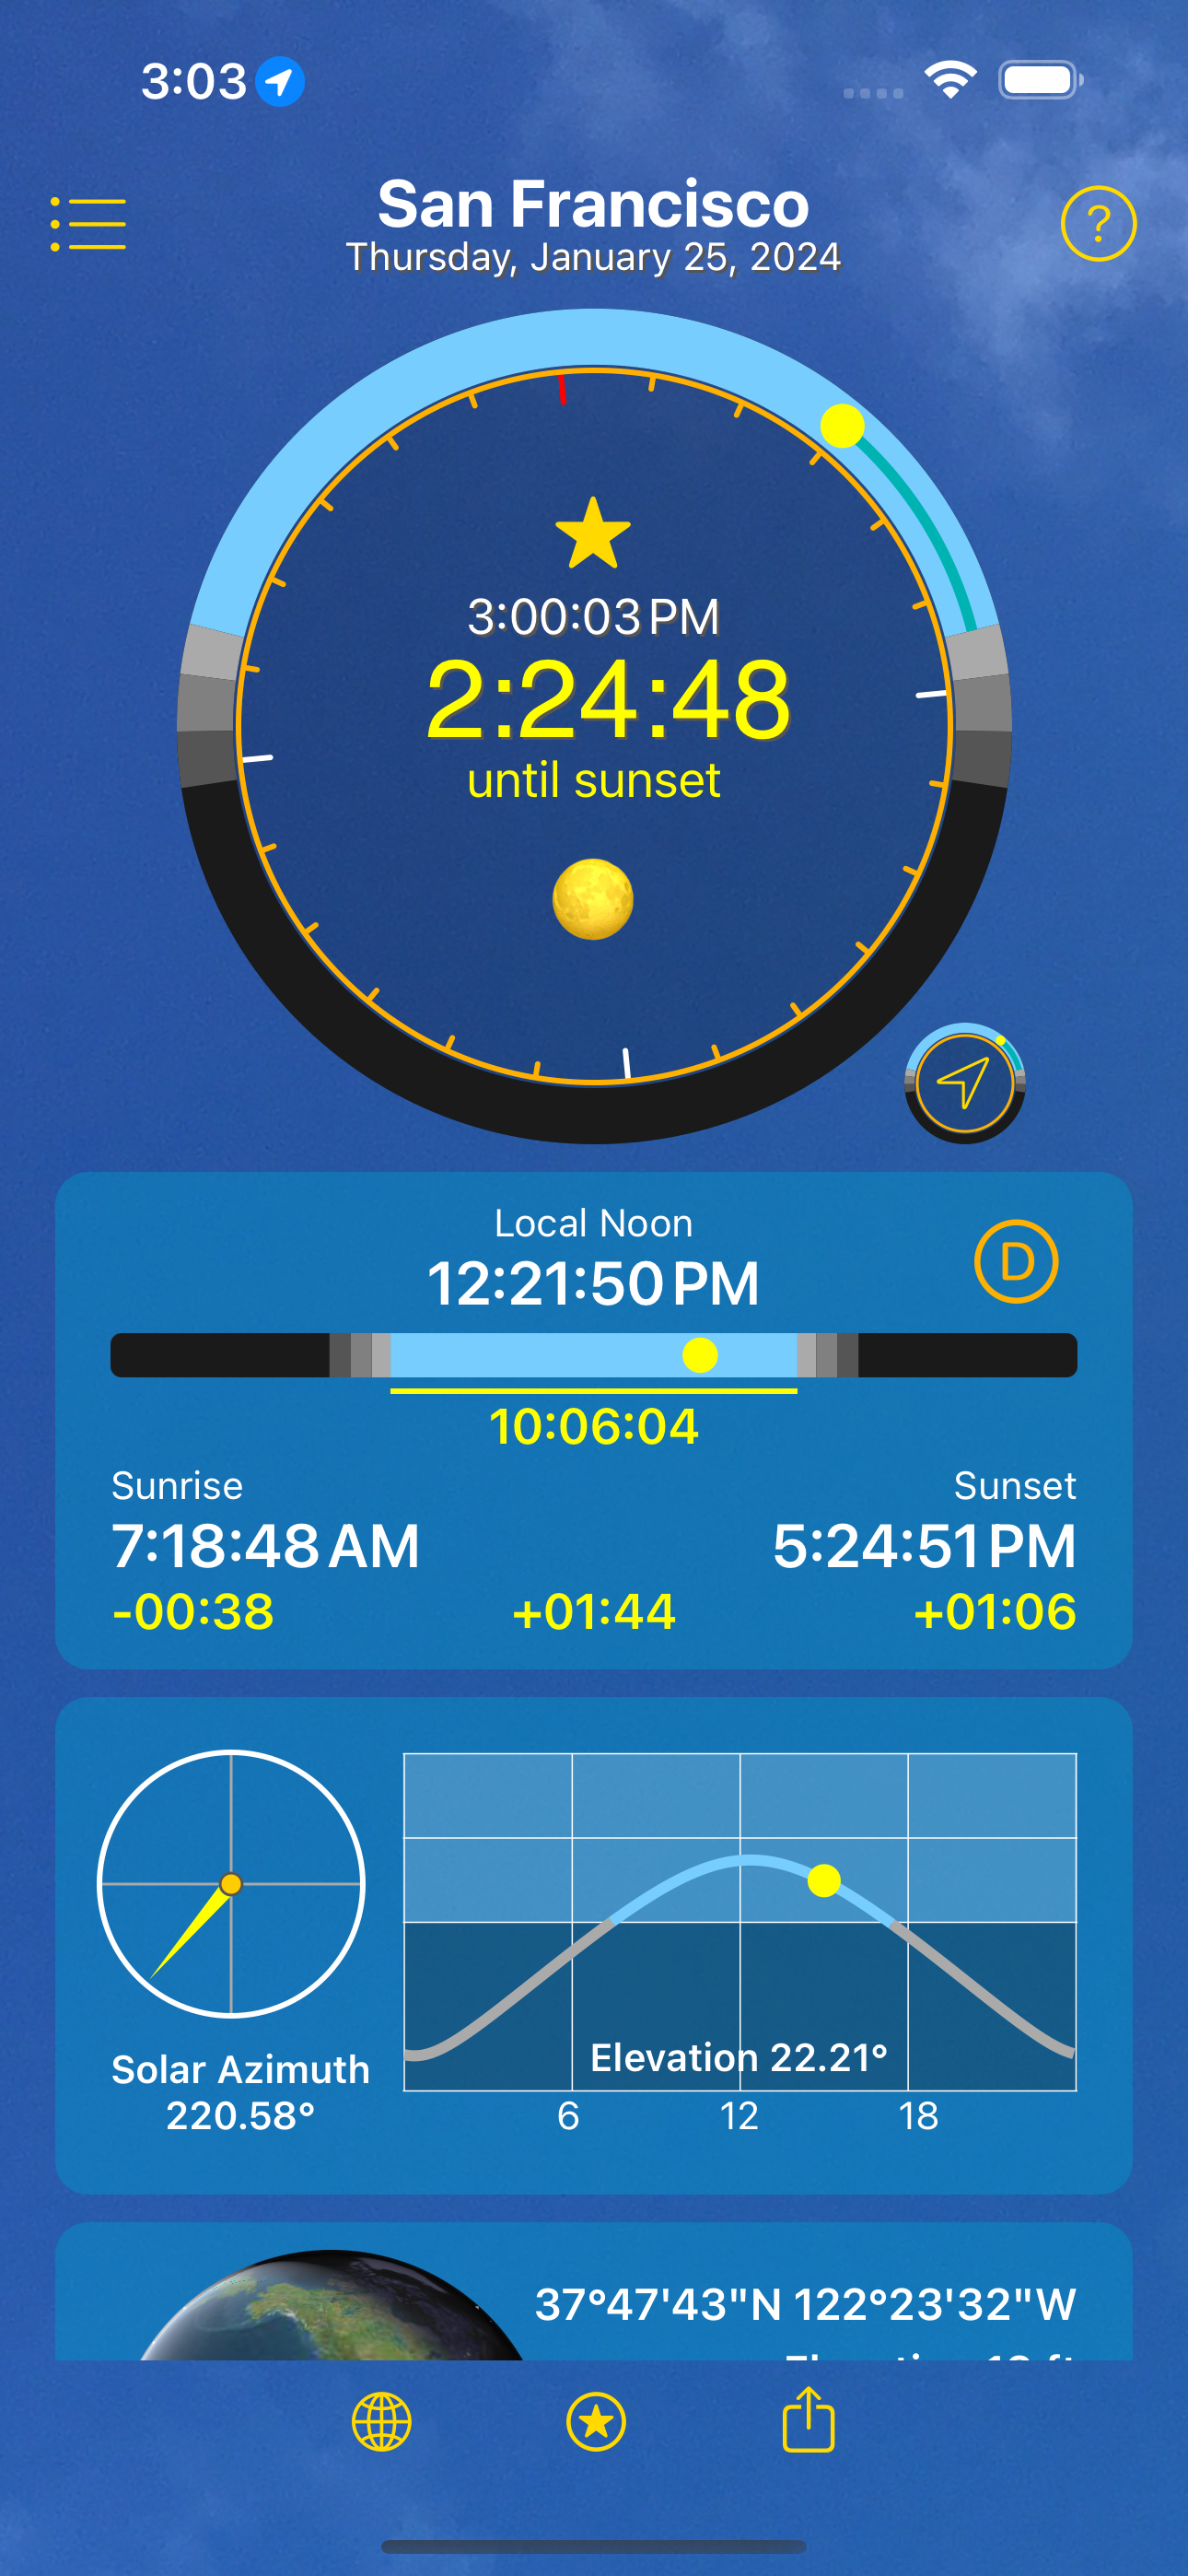 3:03
San Francisco
Thursday, January 25, 2024
?
3:00:03 PM
2:24:48
until sunset
Local Noon
12:21:50 PM
D
10:06:04
Sunrise
Sunset
7:18:48 AM
5:24:51 PM
-00:38
+01:44
+01:06
Elevation 22.21°
6
12
18
Solar Azimuth
220.58°
37°47'43"N 122°23'32"W